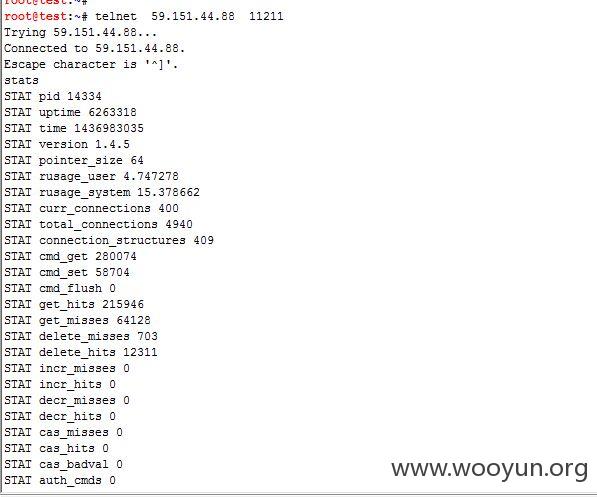 root@test:~# telnet  59.151.44.88  11211
Trying 59.151.44.88...
Connected to 59.151.44.88.
Escape character is '^]'.
stats
STAT pid 14334
STAT uptime 6263318
STAT time 1436983035
STAT version 1.4.5
STAT pointer_size 64
STAT rusage_user 4.747278
STAT rusage_system 15.378662
STAT curr_connections 400
STAT total_connections 4940
STAT connection_structures 409
STAT cmd_get 280074
STAT cmd_set 58704
STAT cmd_flush 0
STAT get_hits 215946
STAT get_misses 64128
STAT delete_misses 703
STAT delete_hits 12311
STAT incr_misses 0
STAT incr_hits 0
STAT decr_misses 0
STAT decr_hits 0
STAT cas_misses 0
STAT cas_hits 0
STAT cas_badval 0
STAT auth_cmds 0
www.wooyun.org